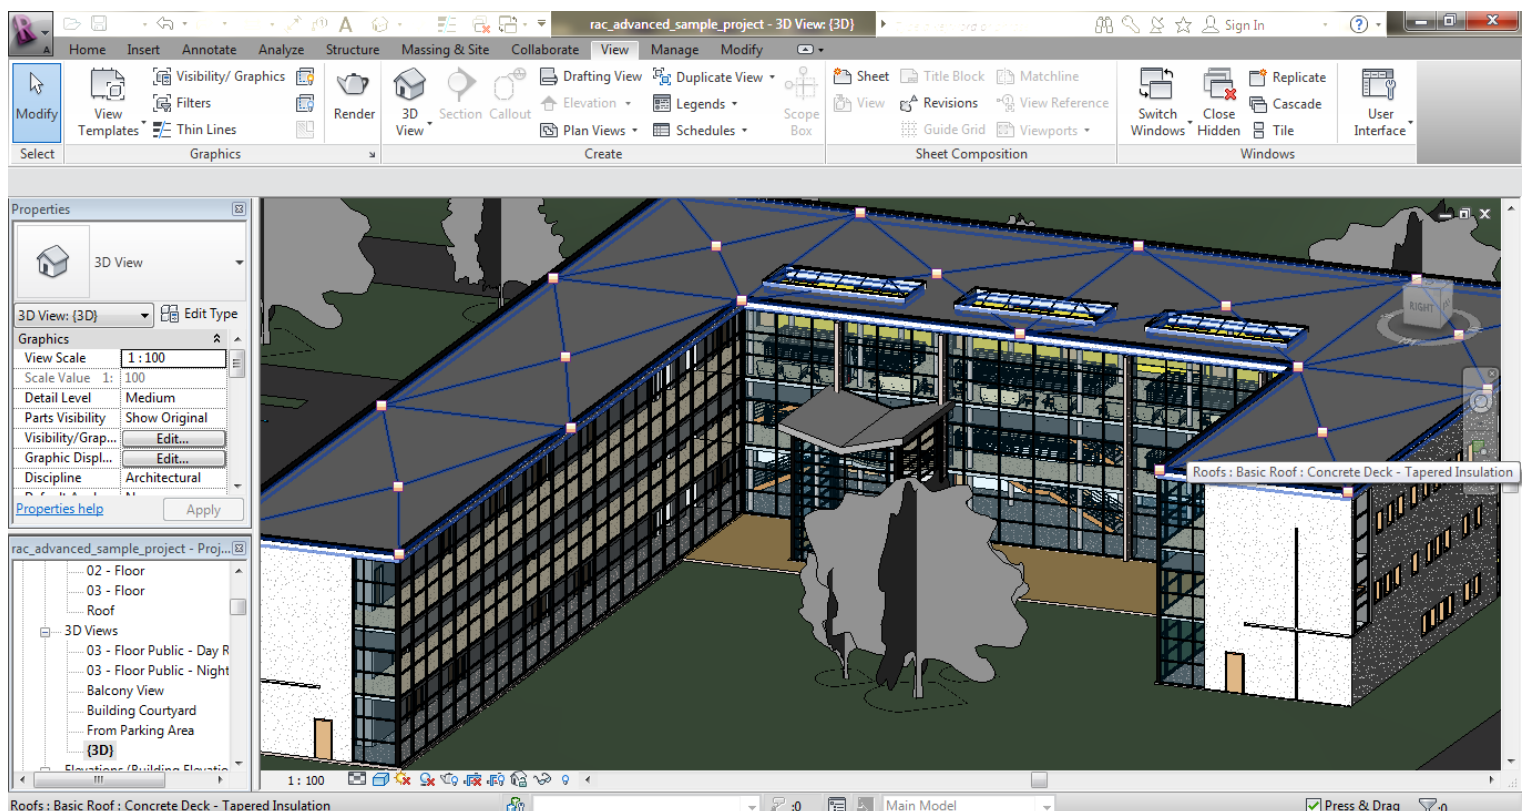 rac_advanced_sample_project - 3D View: {3D}
Sign In
Home Insert Annotate Analyze Structure Massing & Site Collaborate View Manage Modify
Modify
View Templates
Visibility/ Graphics
Filters
Thin Lines
Render
3D View
Section
Callout
Drafting View
Elevation
Plan Views
Duplicate View
Legends
Schedules
Scope Box
Sheet
View
Title Block
Revisions
Guide Grid
Matchline
View Reference
Viewports
Switch Windows
Close Hidden
Replicate
Cascade
Tile
User Interface
Select Graphics Create Sheet Composition Windows
Properties
3D View
3D View: {3D} Edit Type
Graphics
View Scale 1 : 100
Scale Value 1: 100
Detail Level Medium
Parts Visibility Show Original
Visibility/Grap... Edit...
Graphic Displ... Edit...
Discipline Architectural
Properties help Apply
rac_advanced_sample_project - Proj...
02 - Floor
03 - Floor
Roof
3D Views
03 - Floor Public - Day R
03 - Floor Public - Night
Balcony View
Building Courtyard
From Parking Area
{3D}
RIGHT
Roofs : Basic Roof : Concrete Deck - Tapered Insulation
1 : 100
Roofs : Basic Roof : Concrete Deck - Tapered Insulation
:0
Main Model
Press & Drag
:0